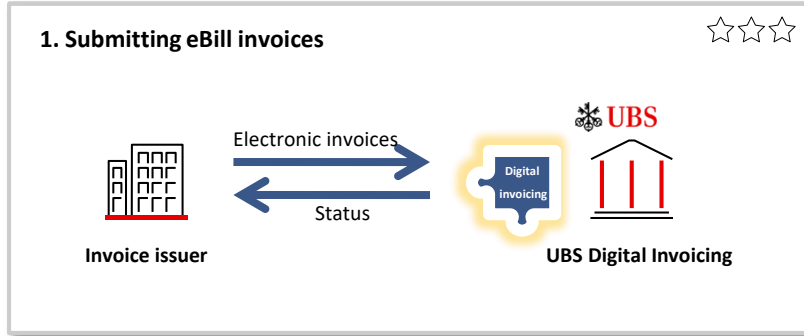 1. Submitting eBill invoices
UBS
Electronic invoices
Digital
invoicing
Status
Invoice issuer
UBS Digital Invoicing